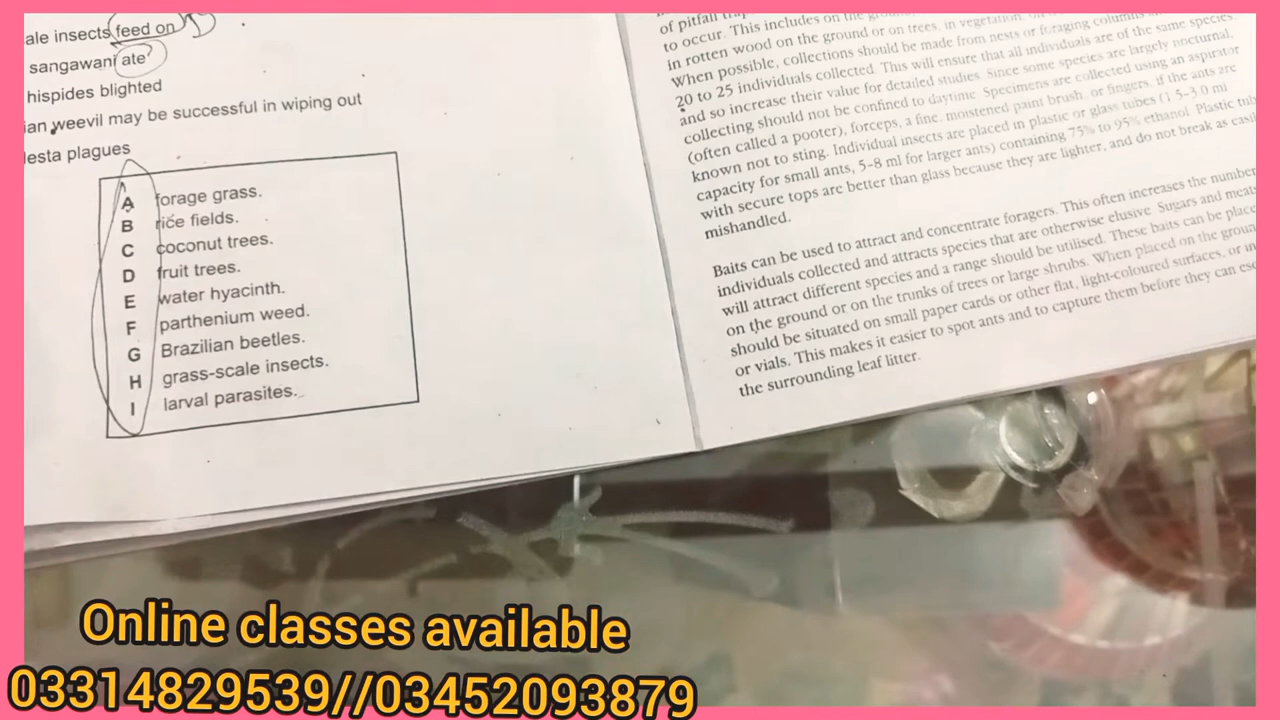 ale insects feed on
sangawani ate
hispides blighted
ian weevil may be successful in wiping out
lesta plagues
A forage grass.
B rice fields.
C coconut trees.
D fruit trees.
E water hyacinth.
F parthenium weed.
G Brazilian beetles.
H grass-scale insects.
I larval parasites.
of pitfall
to occur. This includes on the ground or on trees, in vegetation,
in rotten wood on the ground or on trees, in vegetation,
When possible, collections should be made from nests or foraging columns
20 to 25 individuals collected. This will ensure that all individuals are of the same species,
and so increase their value for detailed studies. Since some species are largely nocturnal,
collecting should not be confined to daytime. Specimens are collected using an aspirator
(often called a pooter), forceps, a fine, moistened paint brush, or fingers, if the ants are
known not to sting. Individual insects are placed in plastic or glass tubes (1.5-3.0 ml
capacity for small ants, 5-8 ml for larger ants) containing 75% to 95% ethanol. Plastic tub
with secure tops are better than glass because they are lighter, and do not break as easil
mishandled.
Baits can be used to attract and concentrate foragers. This often increases the number
individuals collected and attracts species that are otherwise elusive. Sugars and meat
will attract different species and a range should be utilised. These baits can be place
on the ground or on the trunks of trees or large shrubs. When placed on the groun
should be situated on small paper cards or other flat, light-coloured surfaces, or in
or vials. This makes it easier to spot ants and to capture them before they can esc
the surrounding leaf litter.
Online classes available
03314829539//03452093879